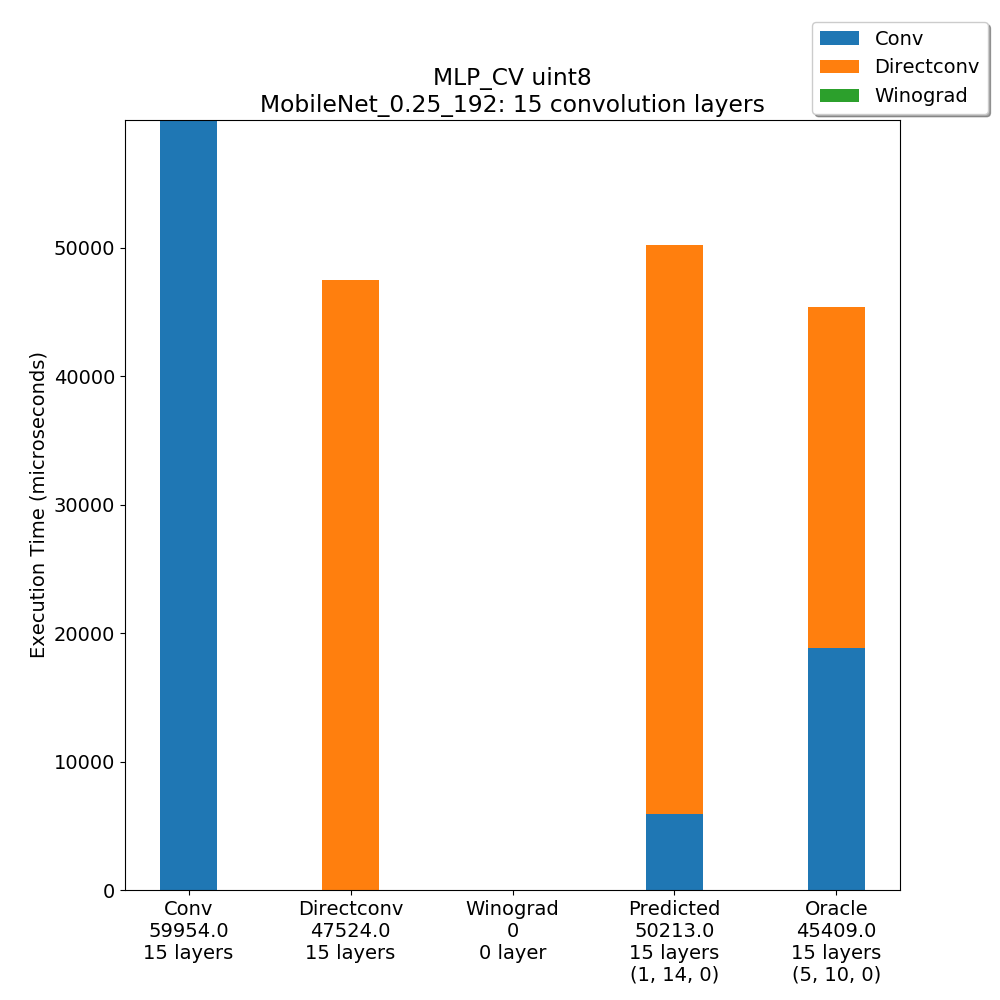 Conv
Directconv
Winograd
MLP_CV uint8
MobileNet_0.25_192: 15 convolution layers
Execution Time (microseconds)
50000
40000
30000
20000
10000
0
Conv
59954.0
15 layers
Directconv
47524.0
15 layers
Winograd
0
0 layer
Predicted
50213.0
15 layers
(1, 14, 0)
Oracle
45409.0
15 layers
(5, 10, 0)